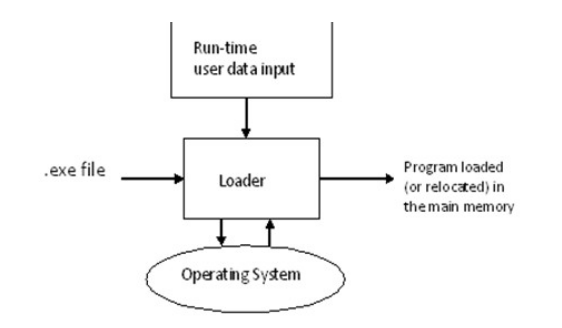 Run-time
user data input
.exe file
Loader
Program loaded
(or relocated) in
the main memory
Operating System